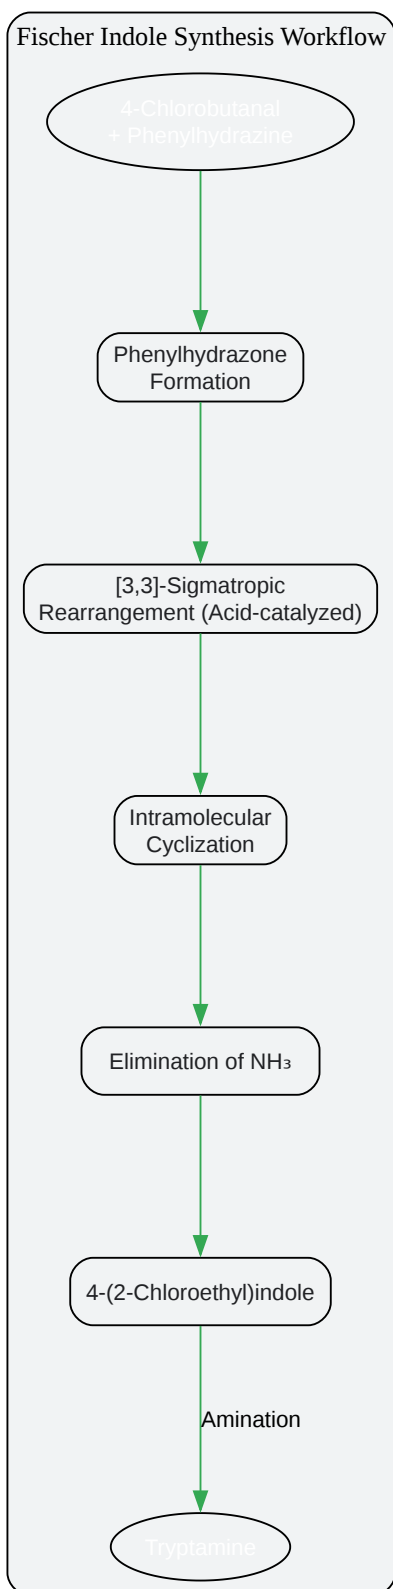 Fischer Indole Synthesis Workflow
4-Chlorobutanal
+ Phenylhydrazine
Phenylhydrazone
Formation
[3,3]-Sigmatropic
Rearrangement (Acid-catalyzed)
Intramolecular
Cyclization
Elimination of NH₃
4-(2-Chloroethyl)indole
Amination
Tryptamine